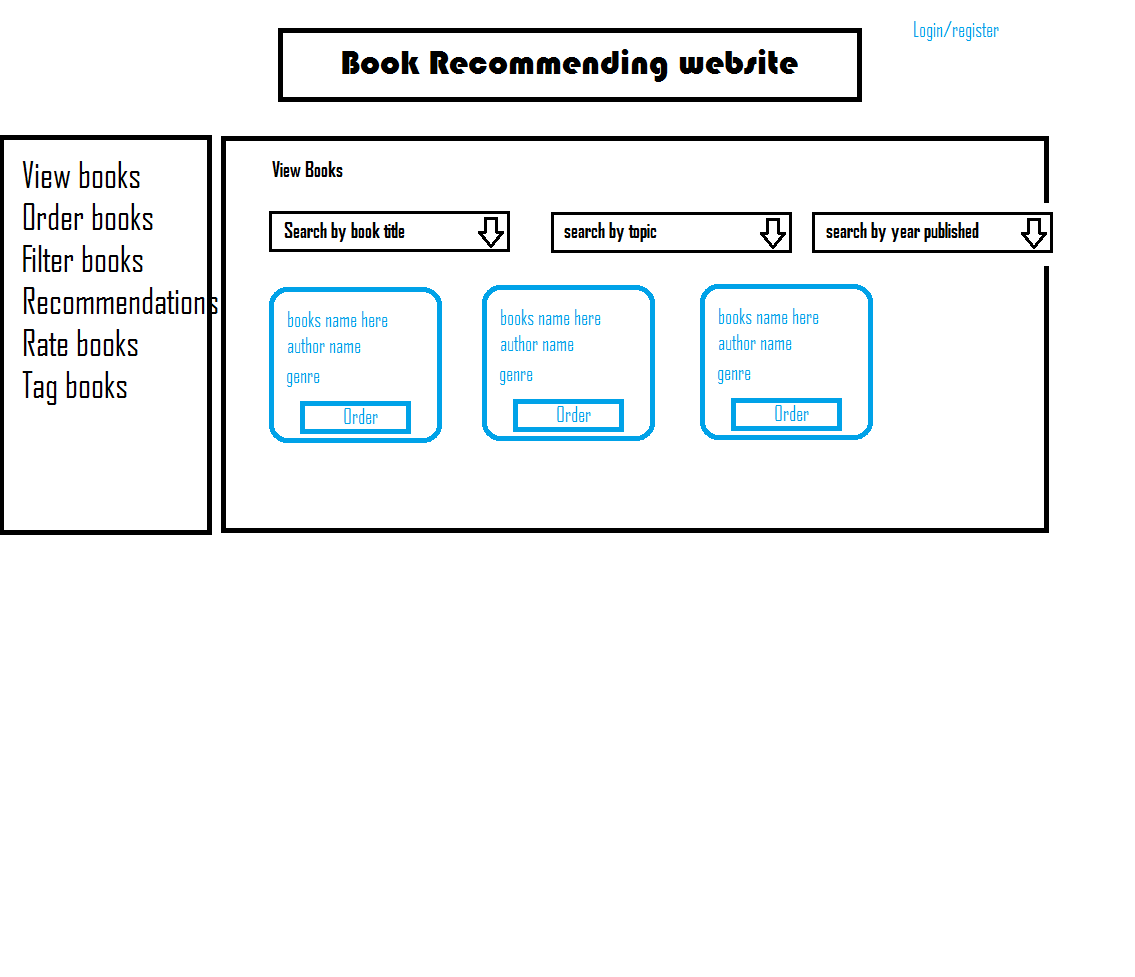 Login/register
Book Recommending website
View books
Order books
Filter books
Recommendations
Rate books
Tag books
View Books
Search by book title
search by topic
search by year published
books name here
author name
genre
Order
books name here
author name
genre
Order
books name here
author name
genre
Order